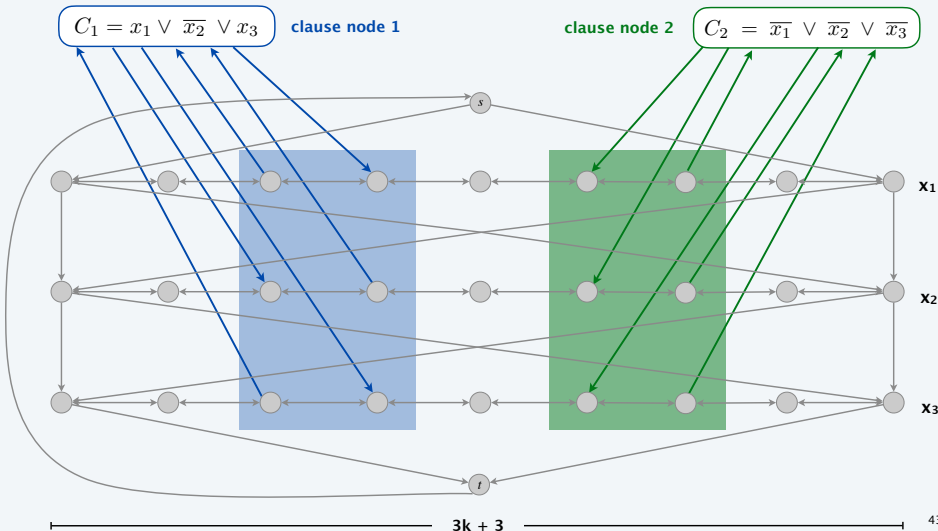 C₁ = x₁ ∨ x̅₂ ∨ x₃
clause node 1
clause node 2
C₂ = x̅₁ ∨ x̅₂ ∨ x̅₃
s
x₁
x₂
x₃
t
3k + 3
43